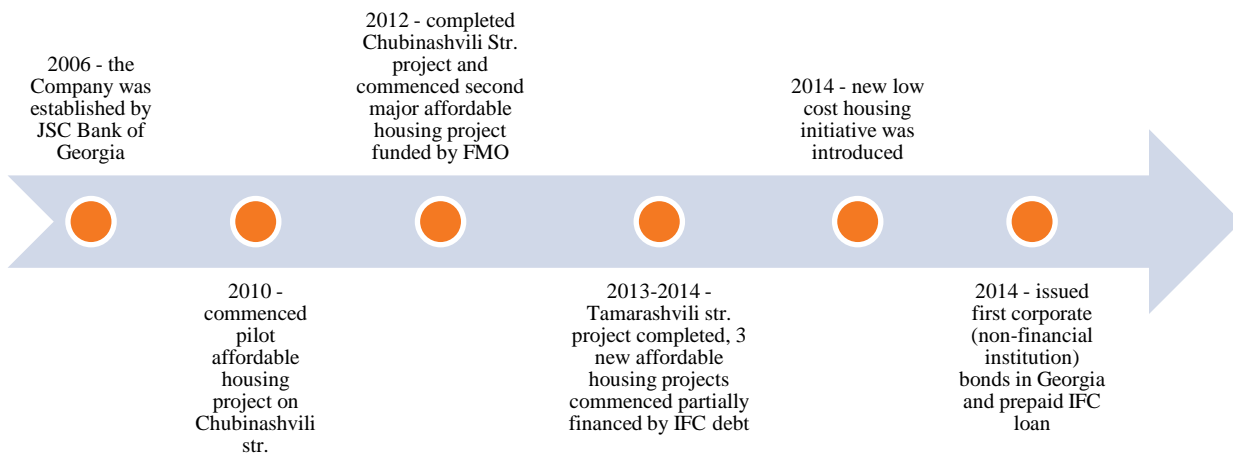 2006 - the
Company was
established by
JSC Bank of
Georgia
2010 -
commenced
pilot
affordable
housing
project on
Chubinashvili
str.
2012 - completed
Chubinashvili Str.
project and
commenced second
major affordable
housing project
funded by FMO
2013-2014 -
Tamarashvili str.
project completed, 3
new affordable
housing projects
commenced partially
financed by IFC debt
2014 - new low
cost housing
initiative was
introduced
2014 - issued
first corporate
(non-financial
institution)
bonds in Georgia
and prepaid IFC
loan